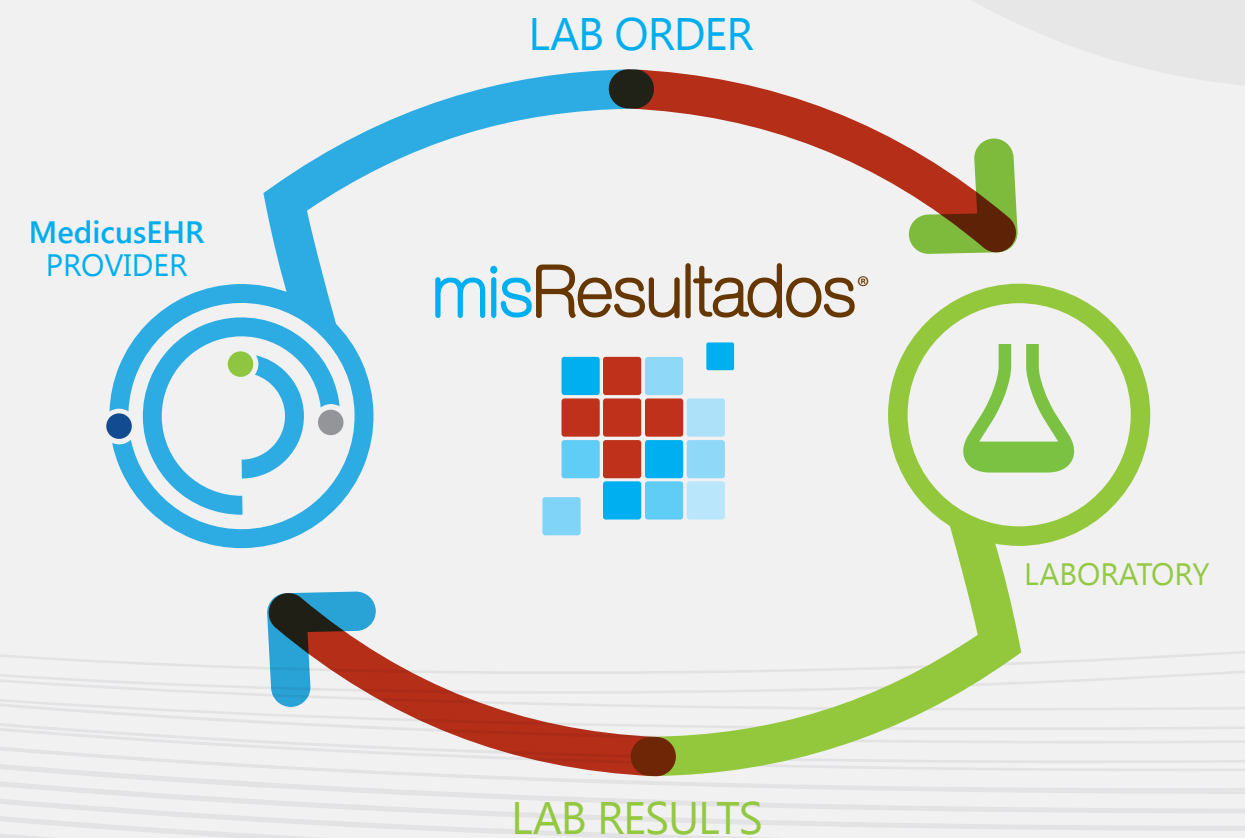 LAB ORDER
MedicusEHR
PROVIDER
misResultados®
LABORATORY
LAB RESULTS